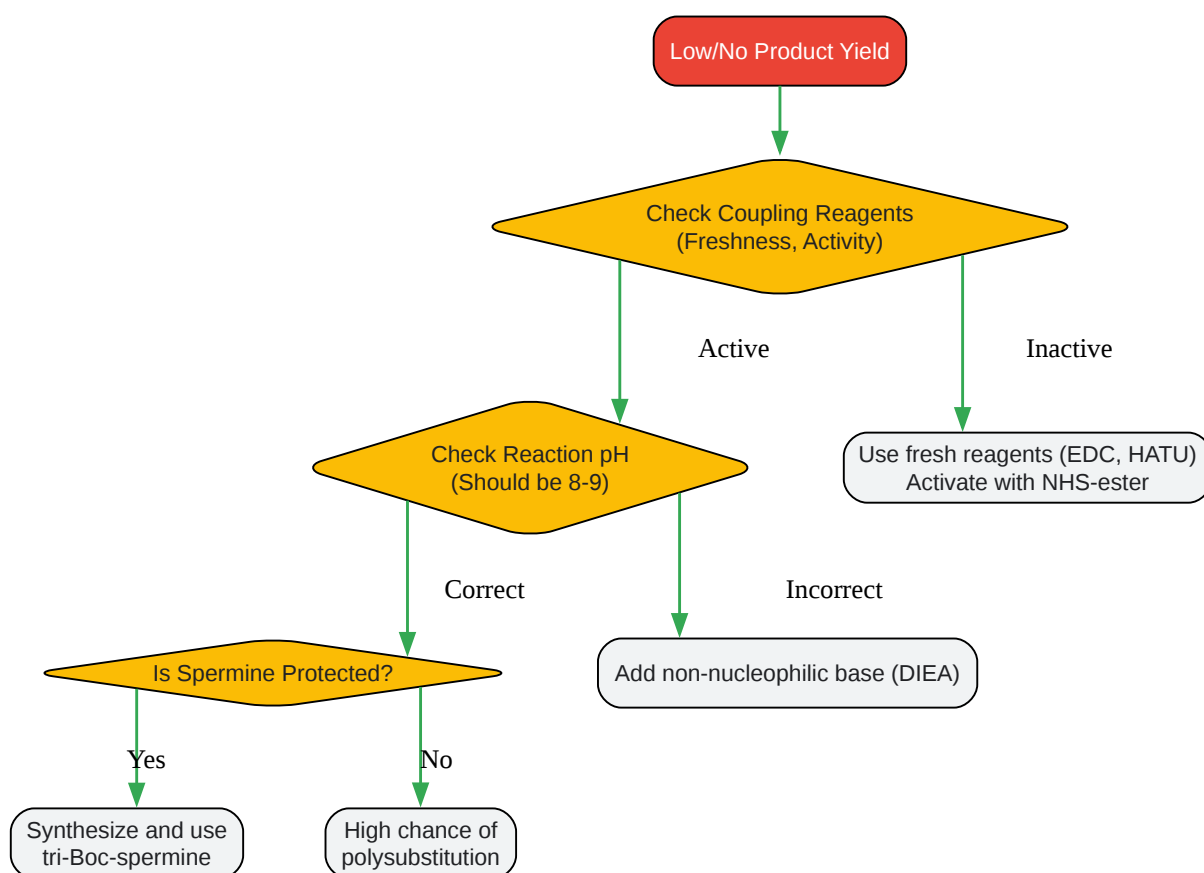 Low/No Product Yield
Check Coupling Reagents
(Freshness, Activity)
Active
Inactive
Check Reaction pH
(Should be 8-9)
Use fresh reagents (EDC, HATU)
Activate with NHS-ester
Correct
Incorrect
Is Spermine Protected?
Add non-nucleophilic base (DIEA)
Yes
No
Synthesize and use
tri-Boc-spermine
High chance of
polysubstitution